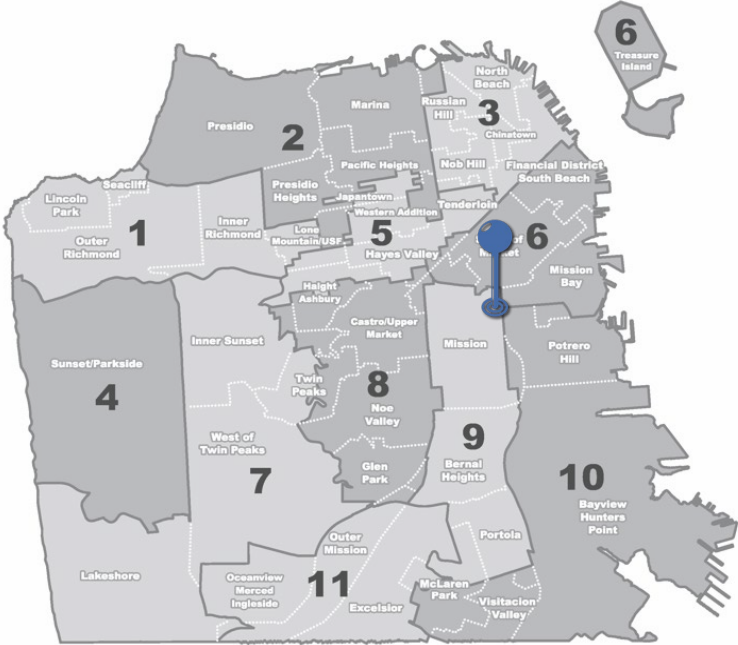 6
Treasure
Island
North
Beach
Marina
Russian
Hill
3
Presidio
2
Chinatown
Pacific Heights
Nob Hill
Financial District
South Beach
Seacliff
Lincoln
Park
Presidio
Heights
Japantown
Western Addition
Tenderloin
1
Inner
Richmond
Lone
Mountain/USF
5
6
Outer
Richmond
Hayes Valley
of
Mission
Bay
Haight
Ashbury
Castro/Upper
Market
Inner Sunset
Mission
Potrero
Hill
Sunset/Parkside
Twin
Peaks
4
8
Noe
Valley
West of
Twin Peaks
9
7
Glen
Park
Bernal
Heights
10
Bayview
Hunters
Point
Outer
Mission
Portola
Lakeshore
Oceanview
Merced
Ingleside
11
Excelsior
McLaren
Park
Visitacion
Valley